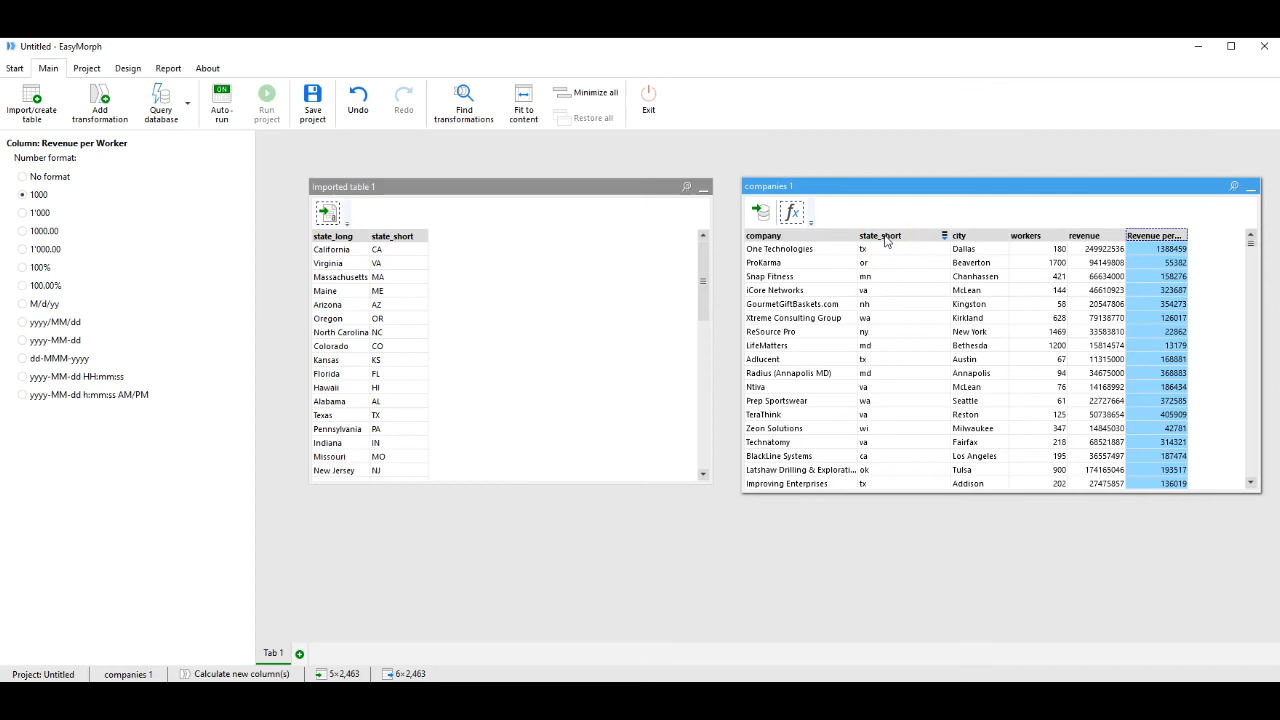 Untitled - EasyMorph
Start Main Project Design Report About
Import/create table
Add transformation
Query database
ON
Auto-run
Run project
Save project
Undo
Redo
Find transformations
Fit to content
Minimize all
Restore all
Exit
Column: Revenue per Worker
Number format:
No format
1000
1'000
1000.00
1'000.00
100%
100.00%
M/d/yy
yyyy/MM/dd
yyyy-MM-dd
dd-MMM-yyyy
yyyy-MM-dd HH:mm:ss
yyyy-MM-dd h:mm:ss AM/PM
Imported table 1
state_long state_short
California CA
Virginia VA
Massachusetts MA
Maine ME
Arizona AZ
Oregon OR
North Carolina NC
Colorado CO
Kansas KS
Florida FL
Hawaii HI
Alabama AL
Texas TX
Pennsylvania PA
Indiana IN
Missouri MO
New Jersey NJ
companies 1
fx
company state_short city workers revenue Revenue per...
One Technologies tx Dallas 180 249922536 1388459
ProKarma or Beaverton 1700 94149808 55382
Snap Fitness mn Chanhassen 421 66634000 158276
iCore Networks va McLean 144 46610923 323687
GourmetGiftBaskets.com nh Kingston 58 20547806 354273
Xtreme Consulting Group wa Kirkland 628 79138770 126017
ReSource Pro ny New York 1469 33583810 22862
LifeMatters md Bethesda 1200 15814574 13179
Adlucent tx Austin 67 11315000 168881
Radius (Annapolis MD) md Annapolis 94 34675000 368883
Ntiva va McLean 76 14168992 186434
Prep Sportswear wa Seattle 61 22727664 372585
TeraThink va Reston 125 50738654 405909
Zeon Solutions wi Milwaukee 347 14845030 42781
Technatomy va Fairfax 218 68521887 314321
BlackLine Systems ca Los Angeles 195 36557497 187474
Latshaw Drilling & Explorati... ok Tulsa 900 174165046 193517
Improving Enterprises tx Addison 202 27475857 136019
Tab 1
Project: Untitled companies 1 Calculate new column(s) 5×2,463 6×2,463